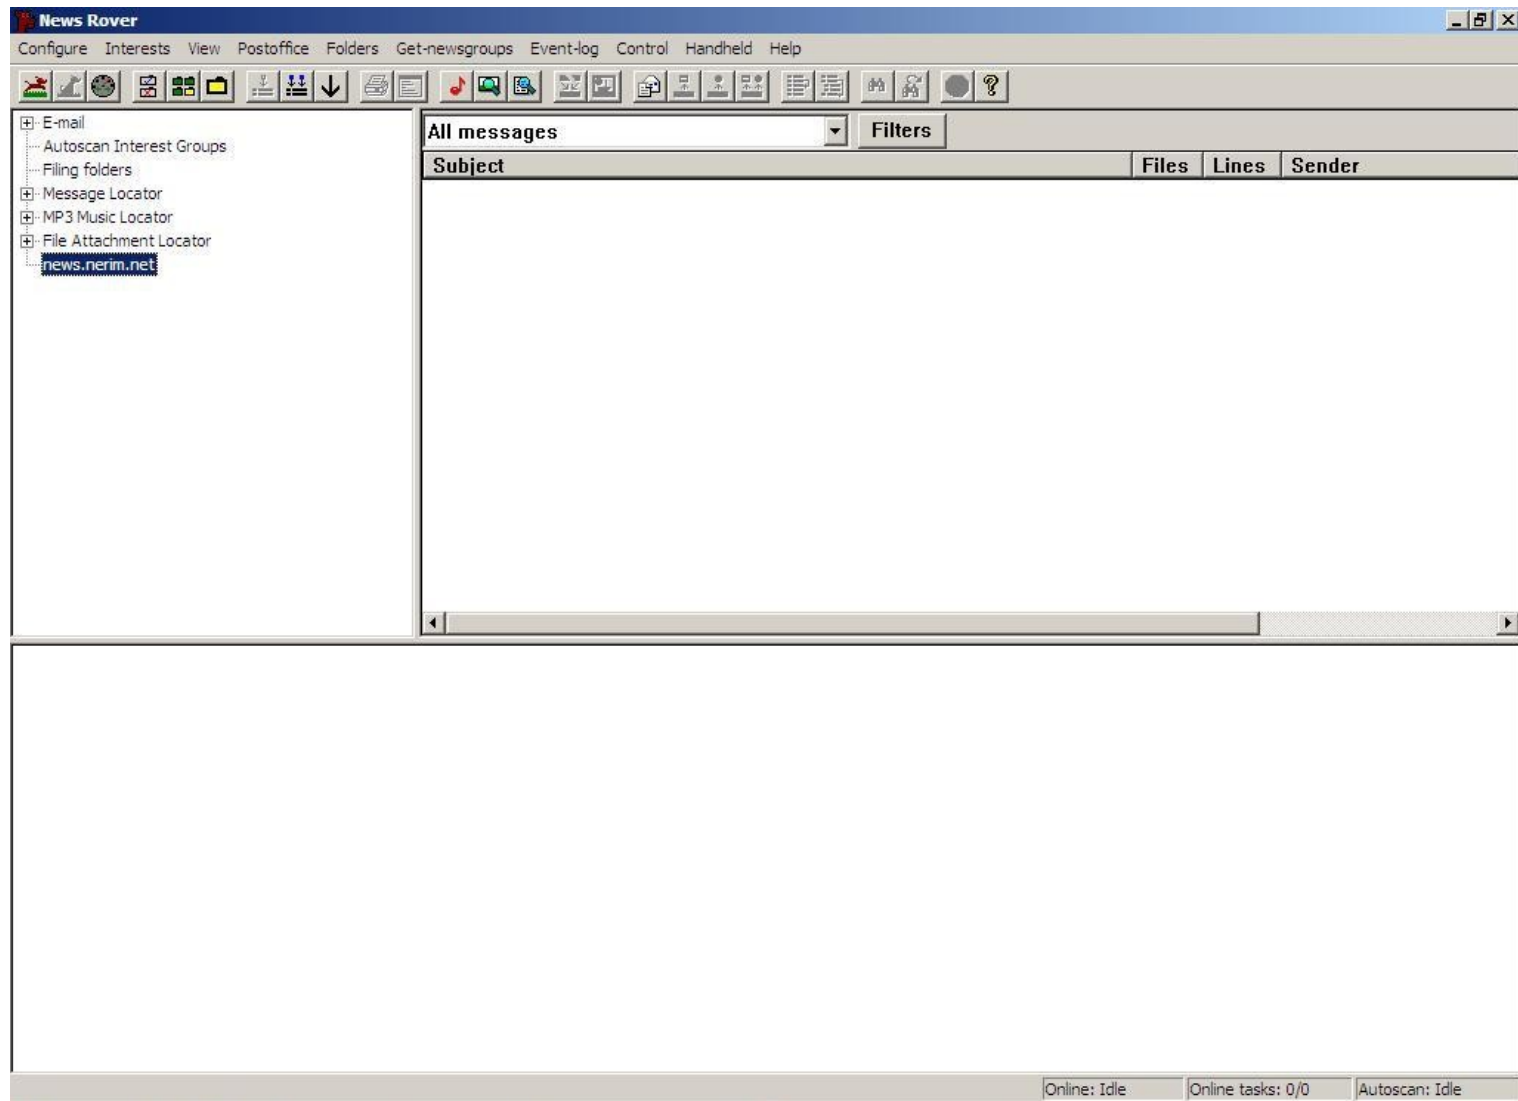 News Rover
Configure Interests View Postoffice Folders Get-newsgroups Event-log Control Handheld Help
E-mail
Autoscan Interest Groups
Filing folders
Message Locator
MP3 Music Locator
File Attachment Locator
news.nerim.net
All messages Filters
Subject Files Lines Sender
Online: Idle Online tasks: 0/0 Autoscan: Idle